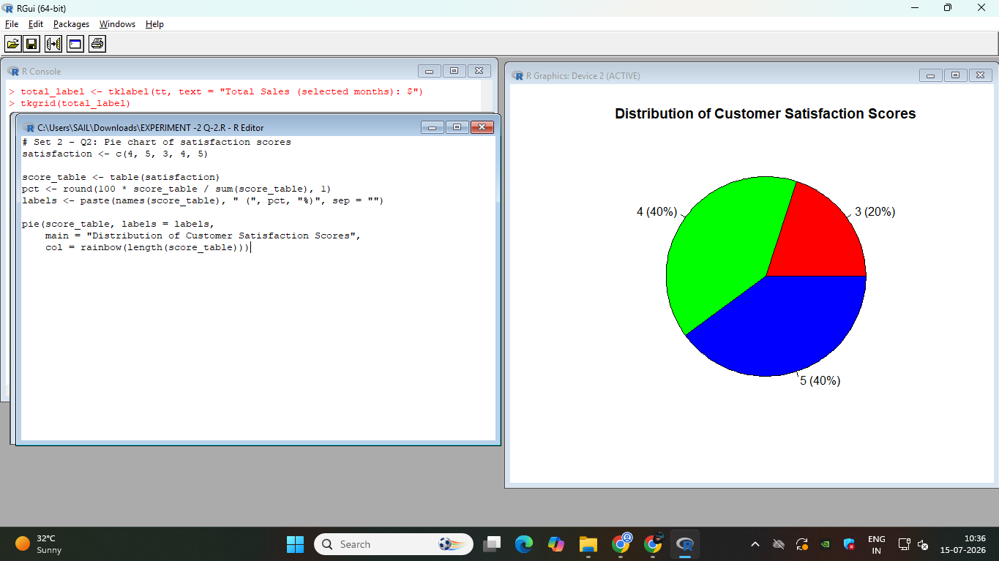 RGui (64-bit)
File Edit Packages Windows Help
R Console
> total_label <- tklabel(tt, text = "Total Sales (selected months): $")
> tkgrid(total_label)
C:\Users\SAIL\Downloads\EXPERIMENT -2 Q-2.R - R Editor
# Set 2 - Q2: Pie chart of satisfaction scores
satisfaction <- c(4, 5, 3, 4, 5)
score_table <- table(satisfaction)
pct <- round(100 * score_table / sum(score_table), 1)
labels <- paste(names(score_table), " (", pct, "%)", sep = "")
pie(score_table, labels = labels,
    main = "Distribution of Customer Satisfaction Scores",
    col = rainbow(length(score_table)))
R Graphics: Device 2 (ACTIVE)
Distribution of Customer Satisfaction Scores
4 (40%)
3 (20%)
5 (40%)
32°C
Sunny
Search
ENG
IN
10:36
15-07-2026